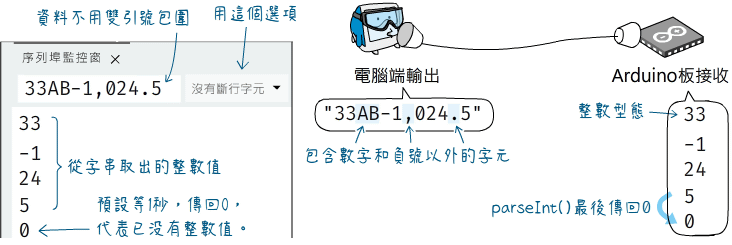 資料不用雙引號包圍
用這個選項
序列埠監控窗 ×
33AB-1,024.5
沒有斷行字元
33
-1
24
5
0
從字串取出的整數值
預設等1秒，傳回0，
代表已沒有整數值。
電腦端輸出
"33AB-1,024.5"
包含數字和負號以外的字元
Arduino板接收
整數型態
33
-1
24
5
0
parseInt()最後傳回0